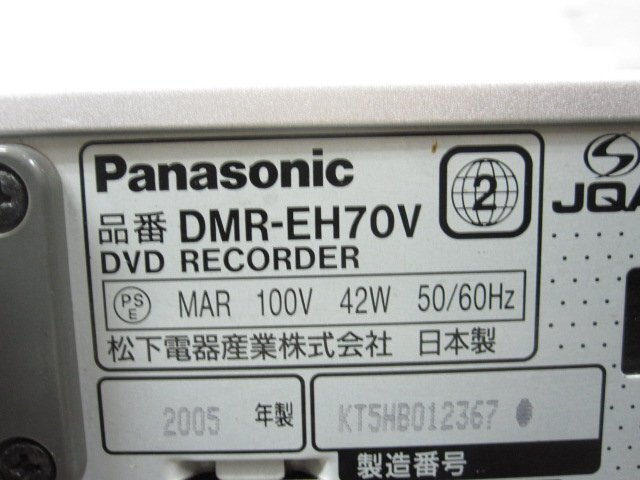 Panasonic
品番 DMR-EH70V
2
JQA
DVD RECORDER
PS E MAR 100V 42W 50/60Hz
松下電器産業株式会社 日本製
2005 年製
KT5HB012367
製造番号